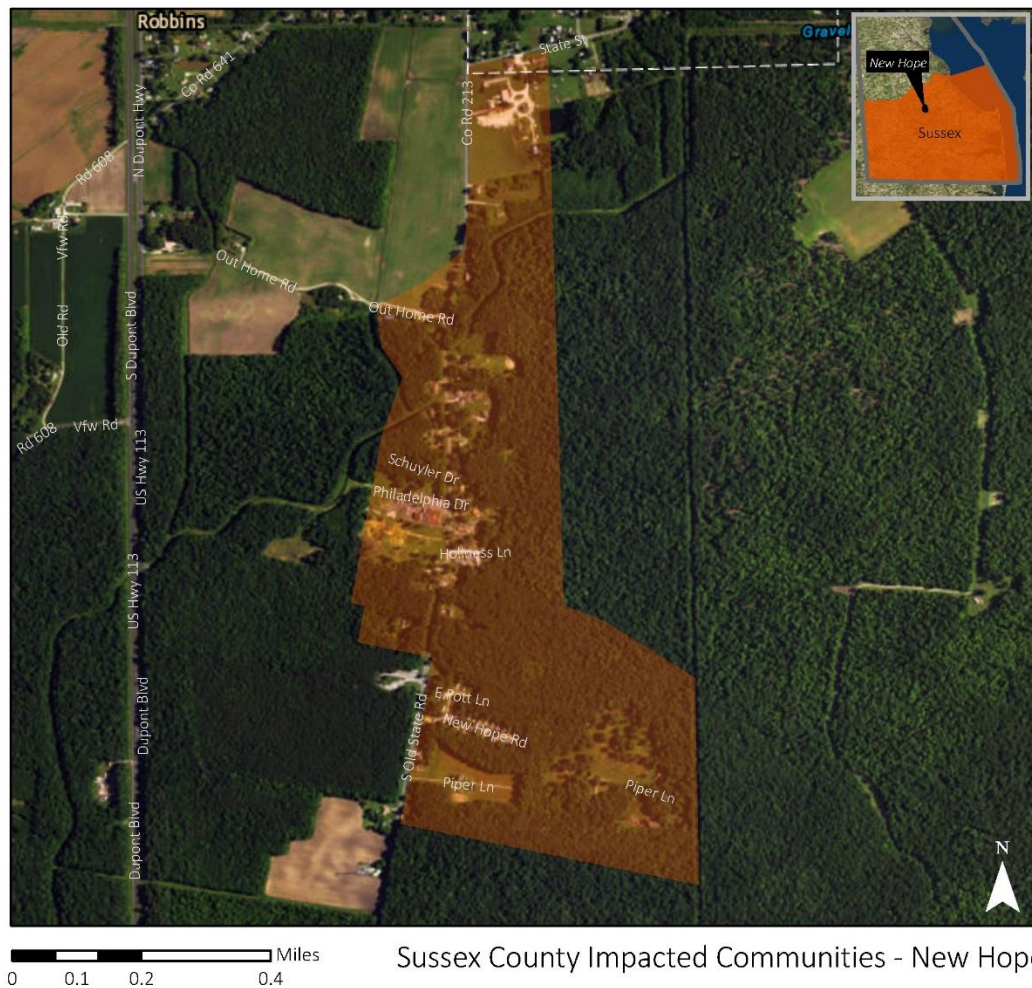 Robbins
State St
Gravel
New Hope
Sussex
Co Rd 641
N Dupont Hwy
Co Rd 213
Rd 608
Vfw Rd
Out Home Rd
Out Home Rd
Old Rd
S Dupont Blvd
Rd 608
Vfw Rd
US Hwy 113
Schuyler Dr
Philadelphia Dr
Holiness Ln
US Hwy 113
E Pott Ln
New Hope Rd
S Old State Rd
Dupont Blvd
Piper Ln
Piper Ln
Dupont Blvd
N
Miles
0 0.1 0.2 0.4
Sussex County Impacted Communities - New Hope